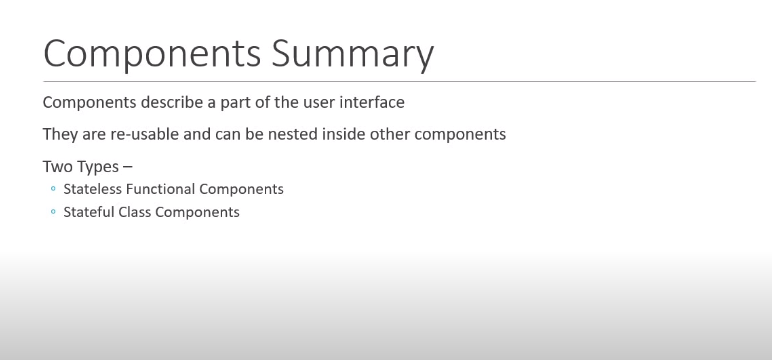 Components Summary
Components describe a part of the user interface
They are re-usable and can be nested inside other components
Two Types –
Stateless Functional Components
Stateful Class Components